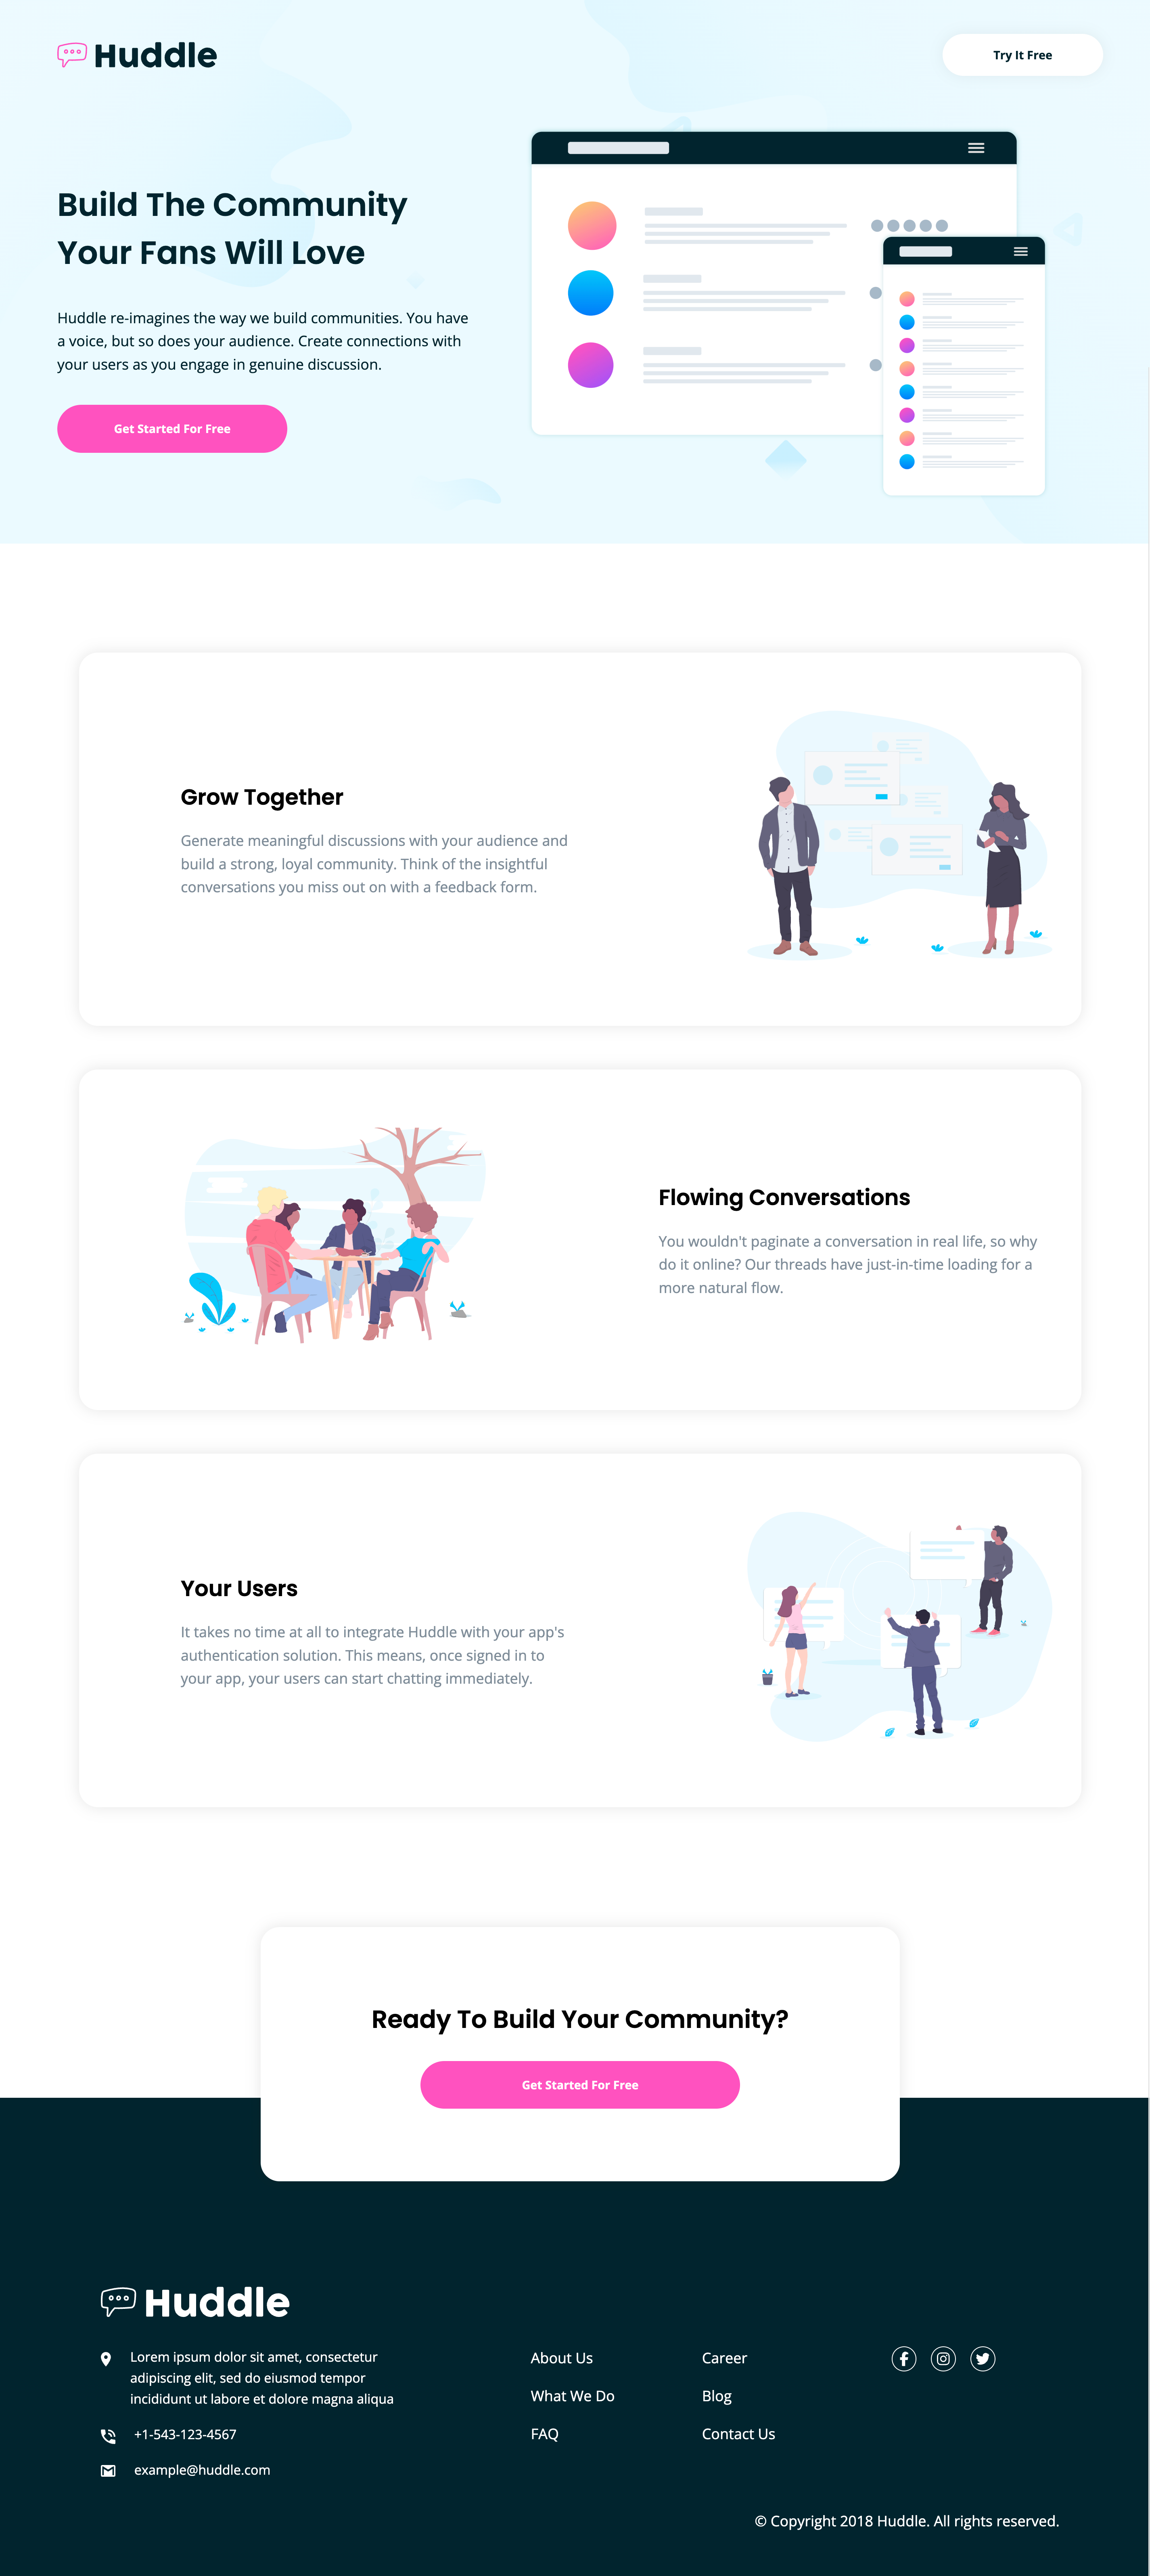 Huddle
Try It Free
Build The Community
Your Fans Will Love
Huddle re-imagines the way we build communities. You have
a voice, but so does your audience. Create connections with
your users as you engage in genuine discussion.
Get Started For Free
Grow Together
Generate meaningful discussions with your audience and
build a strong, loyal community. Think of the insightful
conversations you miss out on with a feedback form.
Flowing Conversations
You wouldn't paginate a conversation in real life, so why
do it online? Our threads have just-in-time loading for a
more natural flow.
Your Users
It takes no time at all to integrate Huddle with your app's
authentication solution. This means, once signed in to
your app, your users can start chatting immediately.
Ready To Build Your Community?
Get Started For Free
Huddle
Lorem ipsum dolor sit amet, consectetur
adipiscing elit, sed do eiusmod tempor
incididunt ut labore et dolore magna aliqua
+1-543-123-4567
example@huddle.com
About Us
What We Do
FAQ
Career
Blog
Contact Us
© Copyright 2018 Huddle. All rights reserved.